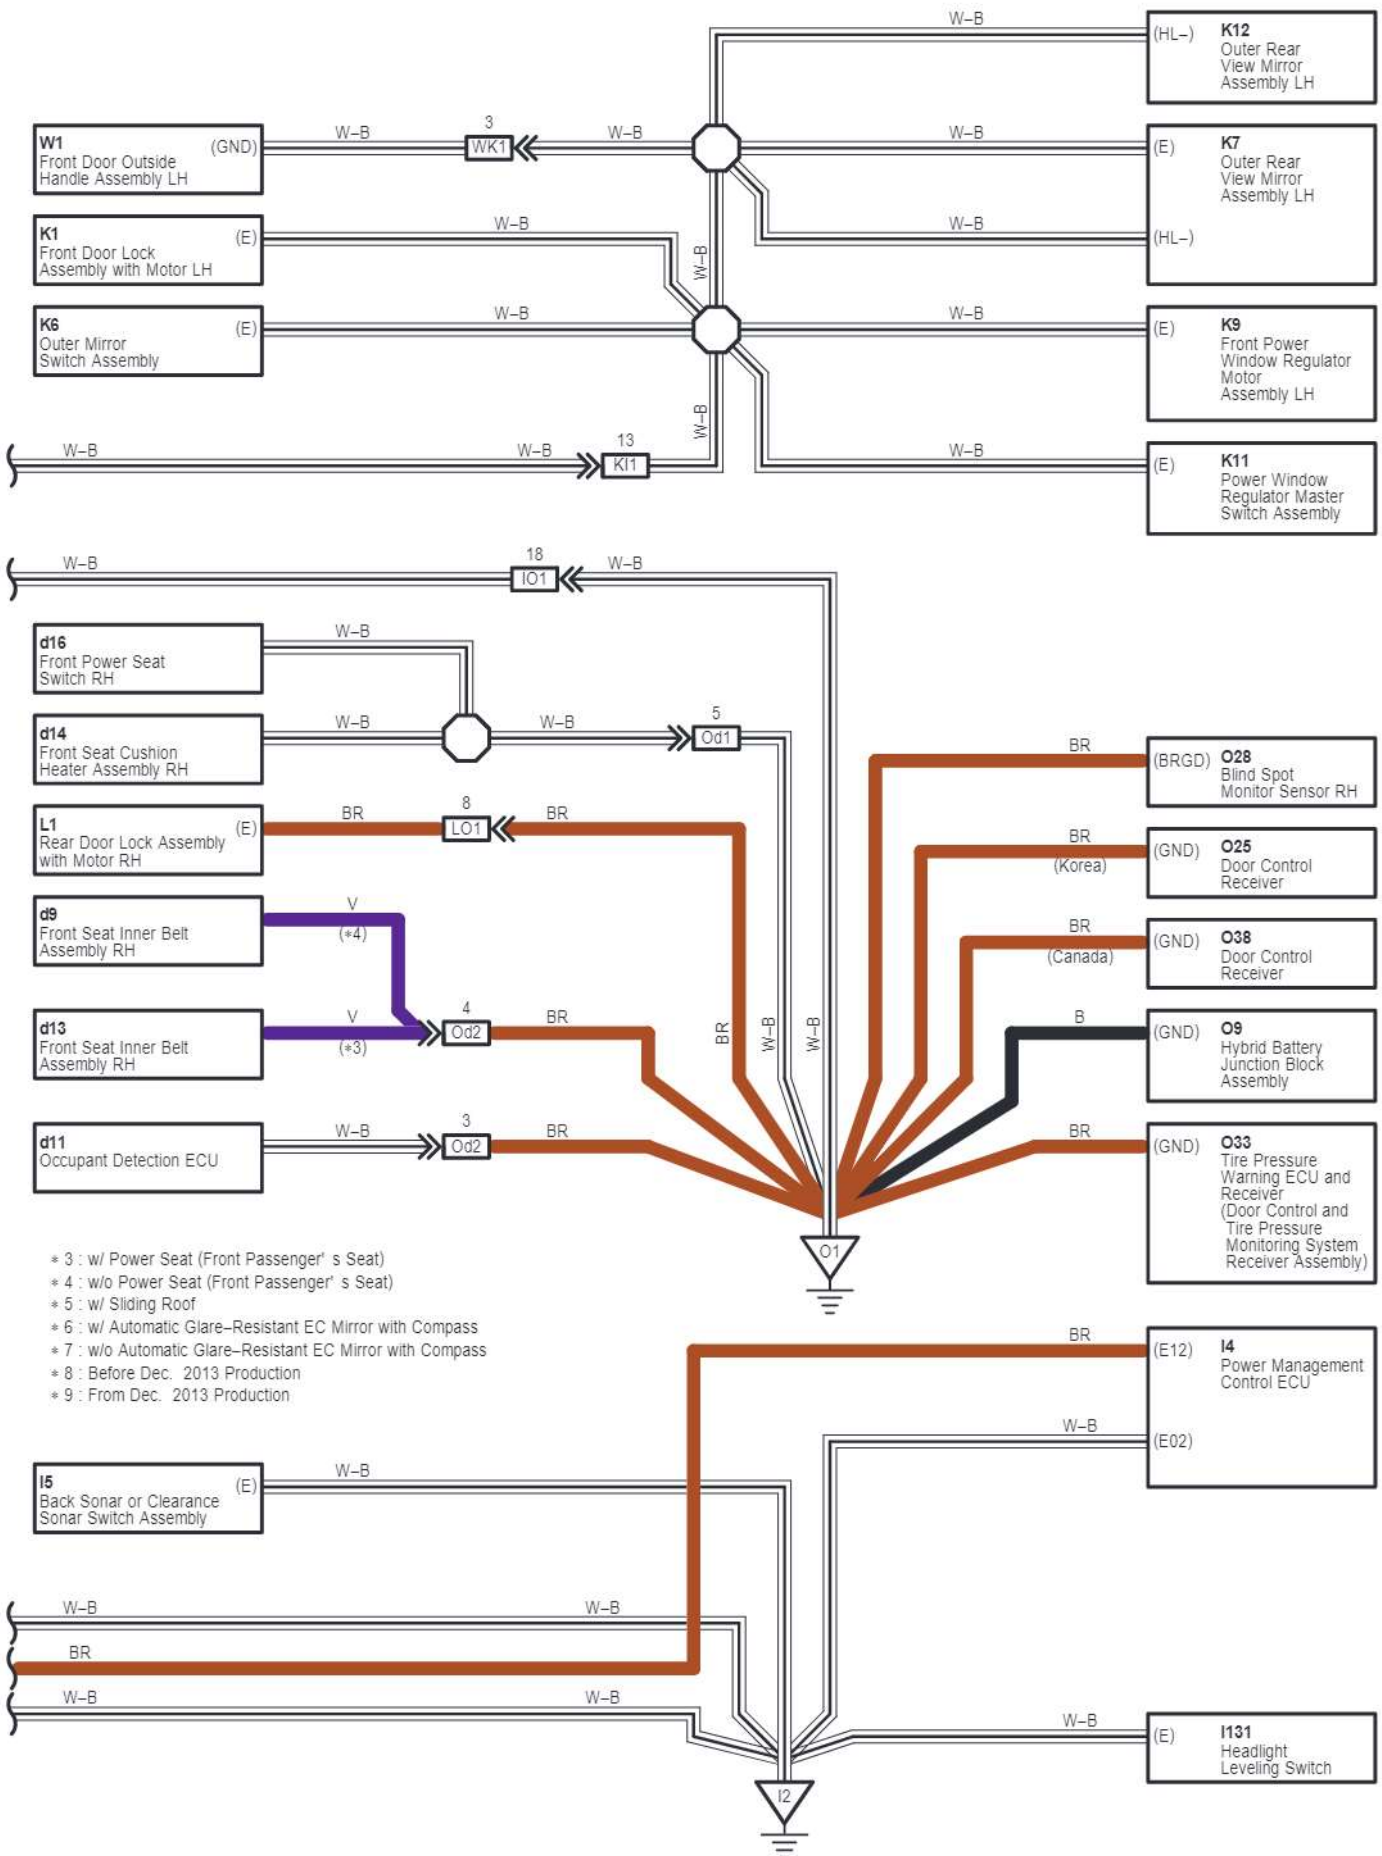 W–B
(HL–)
K12
Outer Rear
View Mirror
Assembly LH
W1
(GND)
Front Door Outside
Handle Assembly LH
W–B
3
WK1
W–B
W–B
(E)
K7
Outer Rear
View Mirror
Assembly LH
K1
(E)
Front Door Lock
Assembly with Motor LH
W–B
W–B
W–B
(HL–)
K6
(E)
Outer Mirror
Switch Assembly
W–B
W–B
(E)
K9
Front Power
Window Regulator
Motor
Assembly LH
W–B
W–B
W–B
13
KI1
W–B
(E)
K11
Power Window
Regulator Master
Switch Assembly
W–B
18
IO1
W–B
d16
Front Power Seat
Switch RH
W–B
d14
Front Seat Cushion
Heater Assembly RH
W–B
W–B
5
Od1
BR
(BRGD)
O28
Blind Spot
Monitor Sensor RH
L1
(E)
Rear Door Lock Assembly
with Motor RH
BR
8
LO1
BR
BR
(Korea)
(GND)
O25
Door Control
Receiver
d9
Front Seat Inner Belt
Assembly RH
V
(*4)
BR
(Canada)
(GND)
O38
Door Control
Receiver
d13
Front Seat Inner Belt
Assembly RH
V
(*3)
4
Od2
BR
BR
W–B
W–B
B
(GND)
O9
Hybrid Battery
Junction Block
Assembly
d11
Occupant Detection ECU
W–B
3
Od2
BR
BR
(GND)
O33
Tire Pressure
Warning ECU and
Receiver
(Door Control and
Tire Pressure
Monitoring System
Receiver Assembly)
O1
* 3 : w/ Power Seat (Front Passenger' s Seat)
* 4 : w/o Power Seat (Front Passenger' s Seat)
* 5 : w/ Sliding Roof
* 6 : w/ Automatic Glare–Resistant EC Mirror with Compass
* 7 : w/o Automatic Glare–Resistant EC Mirror with Compass
* 8 : Before Dec. 2013 Production
* 9 : From Dec. 2013 Production
BR
(E12)
I4
Power Management
Control ECU
W–B
(E02)
I5
(E)
Back Sonar or Clearance
Sonar Switch Assembly
W–B
W–B
W–B
BR
W–B
W–B
W–B
(E)
I131
Headlight
Leveling Switch
I2